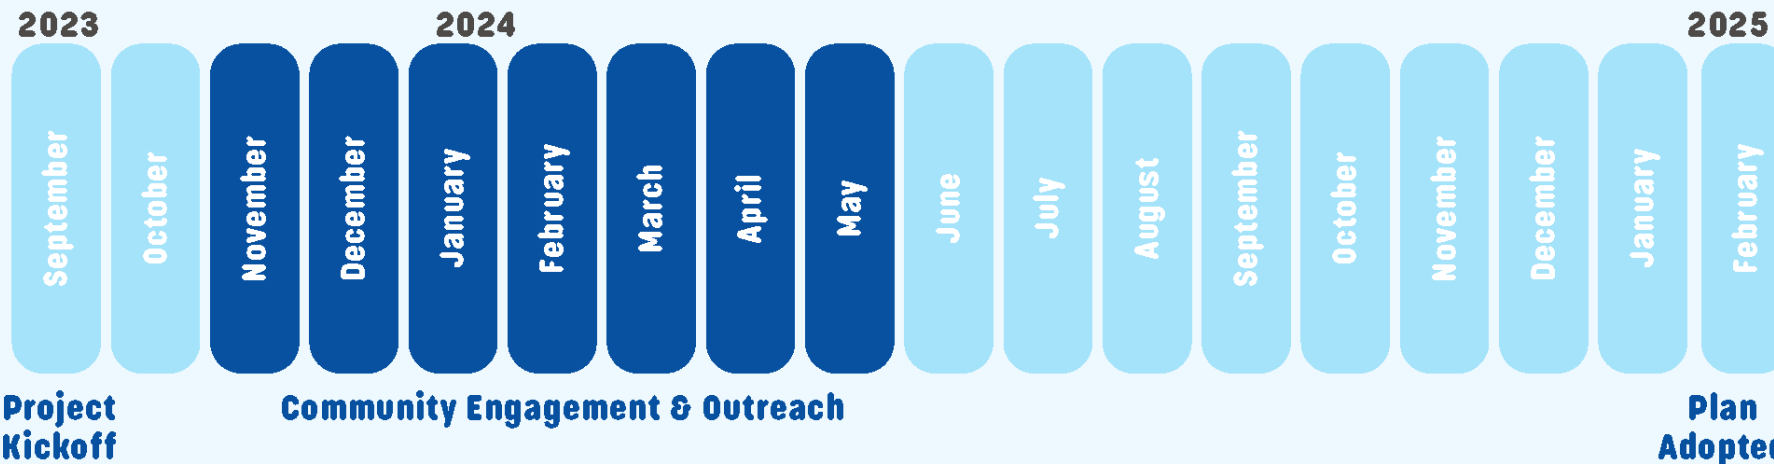 2023
2024
2025
September
October
November
December
January
February
March
April
May
June
July
August
September
October
November
December
January
February
Project
Kickoff
Community Engagement & Outreach
Plan
Adopted